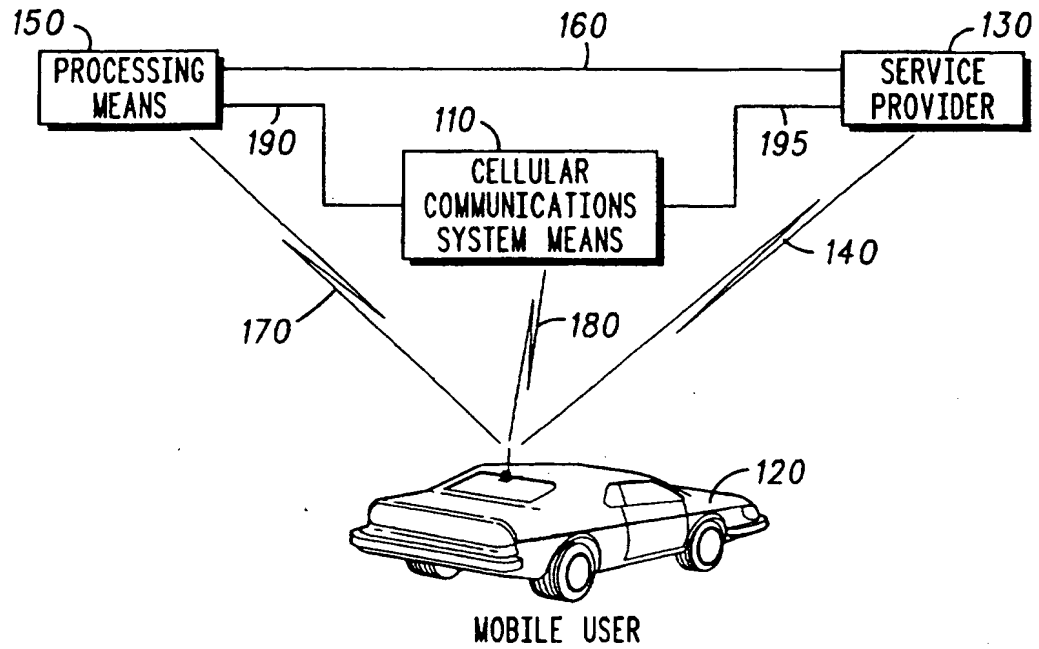 150
160
130
PROCESSING
MEANS
SERVICE
PROVIDER
190
110
195
CELLULAR
COMMUNICATIONS
SYSTEM MEANS
140
170
180
120
MOBILE USER